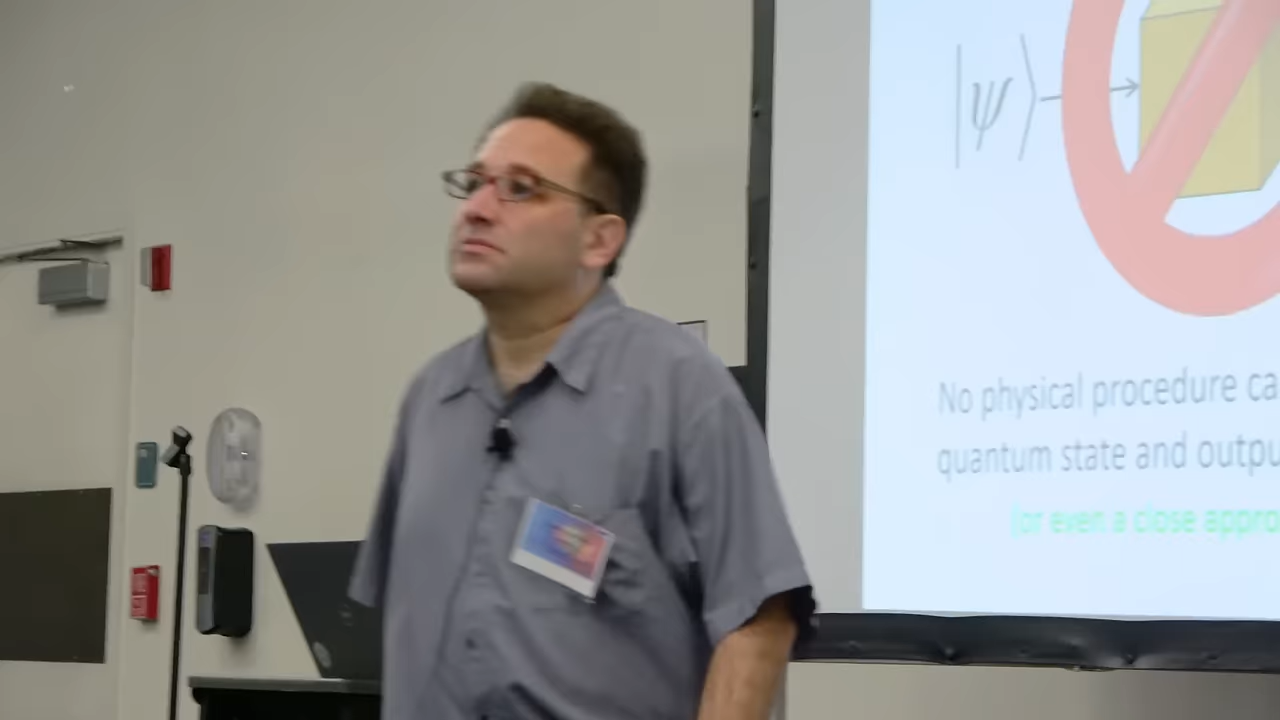 |ψ⟩
No physical procedure ca
quantum state and outpu
(or even a close appro